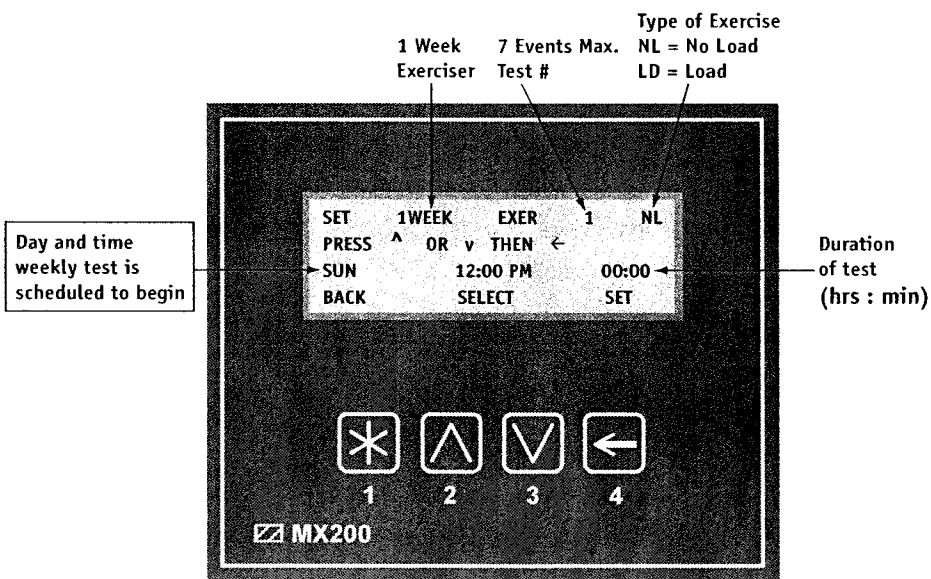 Type of Exercise
1 Week 7 Events Max. NL = No Load
Exerciser Test # LD = Load
SET 1WEEK EXER 1 NL
PRESS ^ OR v THEN ←
SUN 12:00 PM 00:00
BACK SELECT SET
Day and time
weekly test is
scheduled to begin
Duration
of test
(hrs : min)
1 2 3 4
MX200